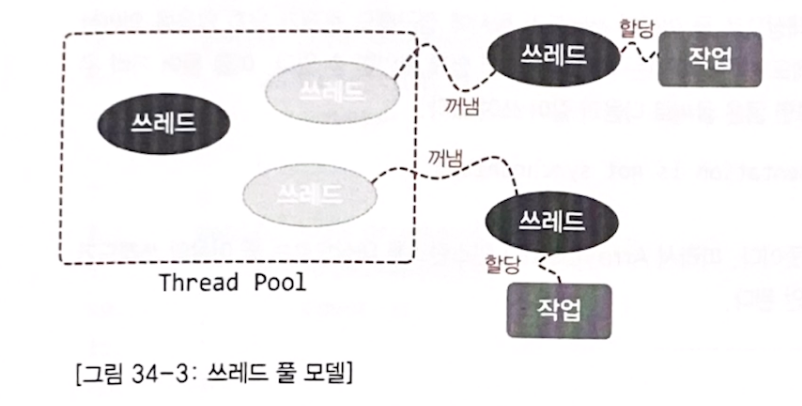 할당
쓰레드
작업
쓰레드
꺼냄
쓰레드
꺼냄
쓰레드
쓰레드
할당
작업
Thread Pool
[그림 34-3: 쓰레드 풀 모델]